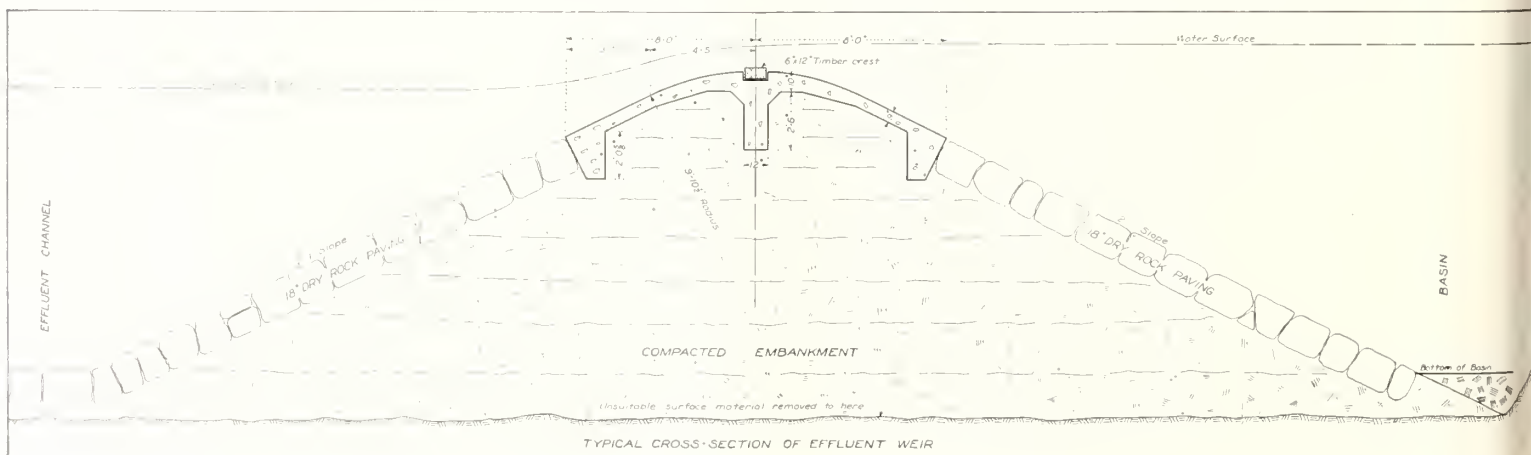 8'-0" 8'-0" Water Surface
4.5
6"x12" Timber crest
2'-6"
2'-0⅝"
12"
9'-10½" RADIUS
EFFLUENT CHANNEL
Slope
18" DRY ROCK PAVING
Slope
18" DRY ROCK PAVING
BASIN
COMPACTED EMBANKMENT
Bottom of Basin
Unsuitable surface material removed to here
TYPICAL CROSS-SECTION OF EFFLUENT WEIR